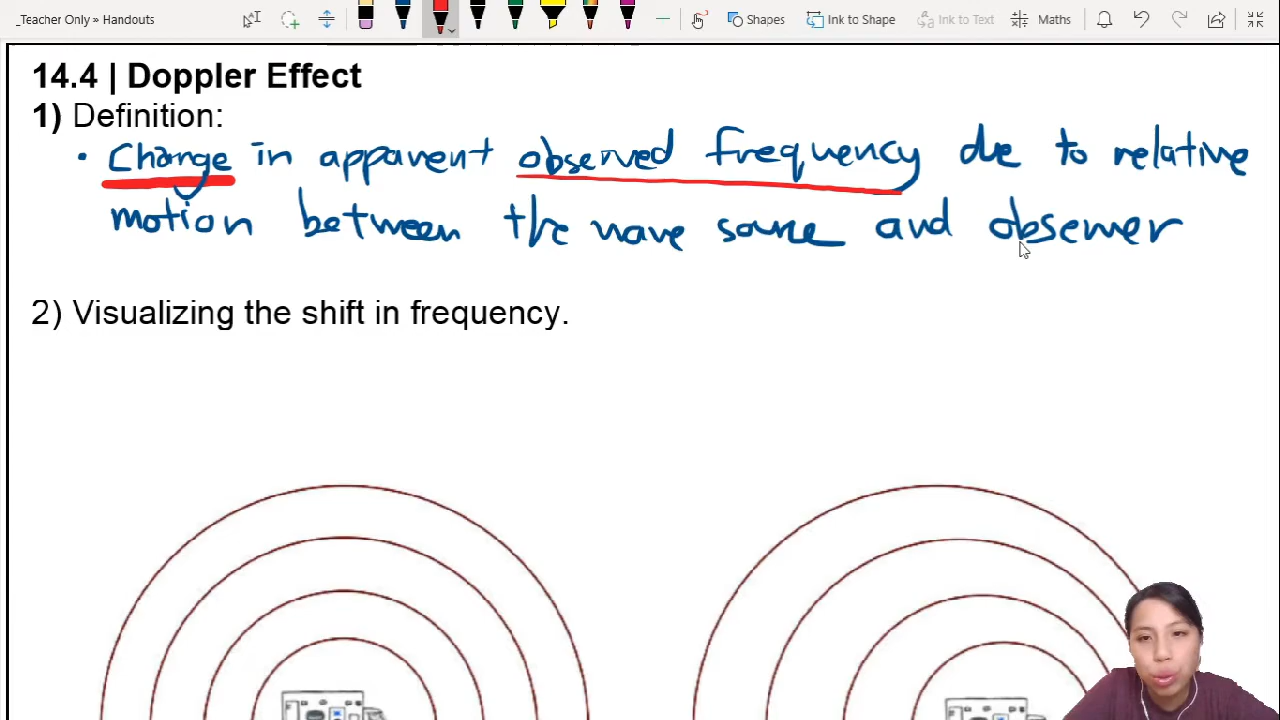 _Teacher Only » Handouts
Shapes
Ink to Shape
Ink to Text
Maths
14.4 | Doppler Effect
1) Definition:
• Change in apparent observed frequency due to relative
motion between the wave source and observer
2) Visualizing the shift in frequency.